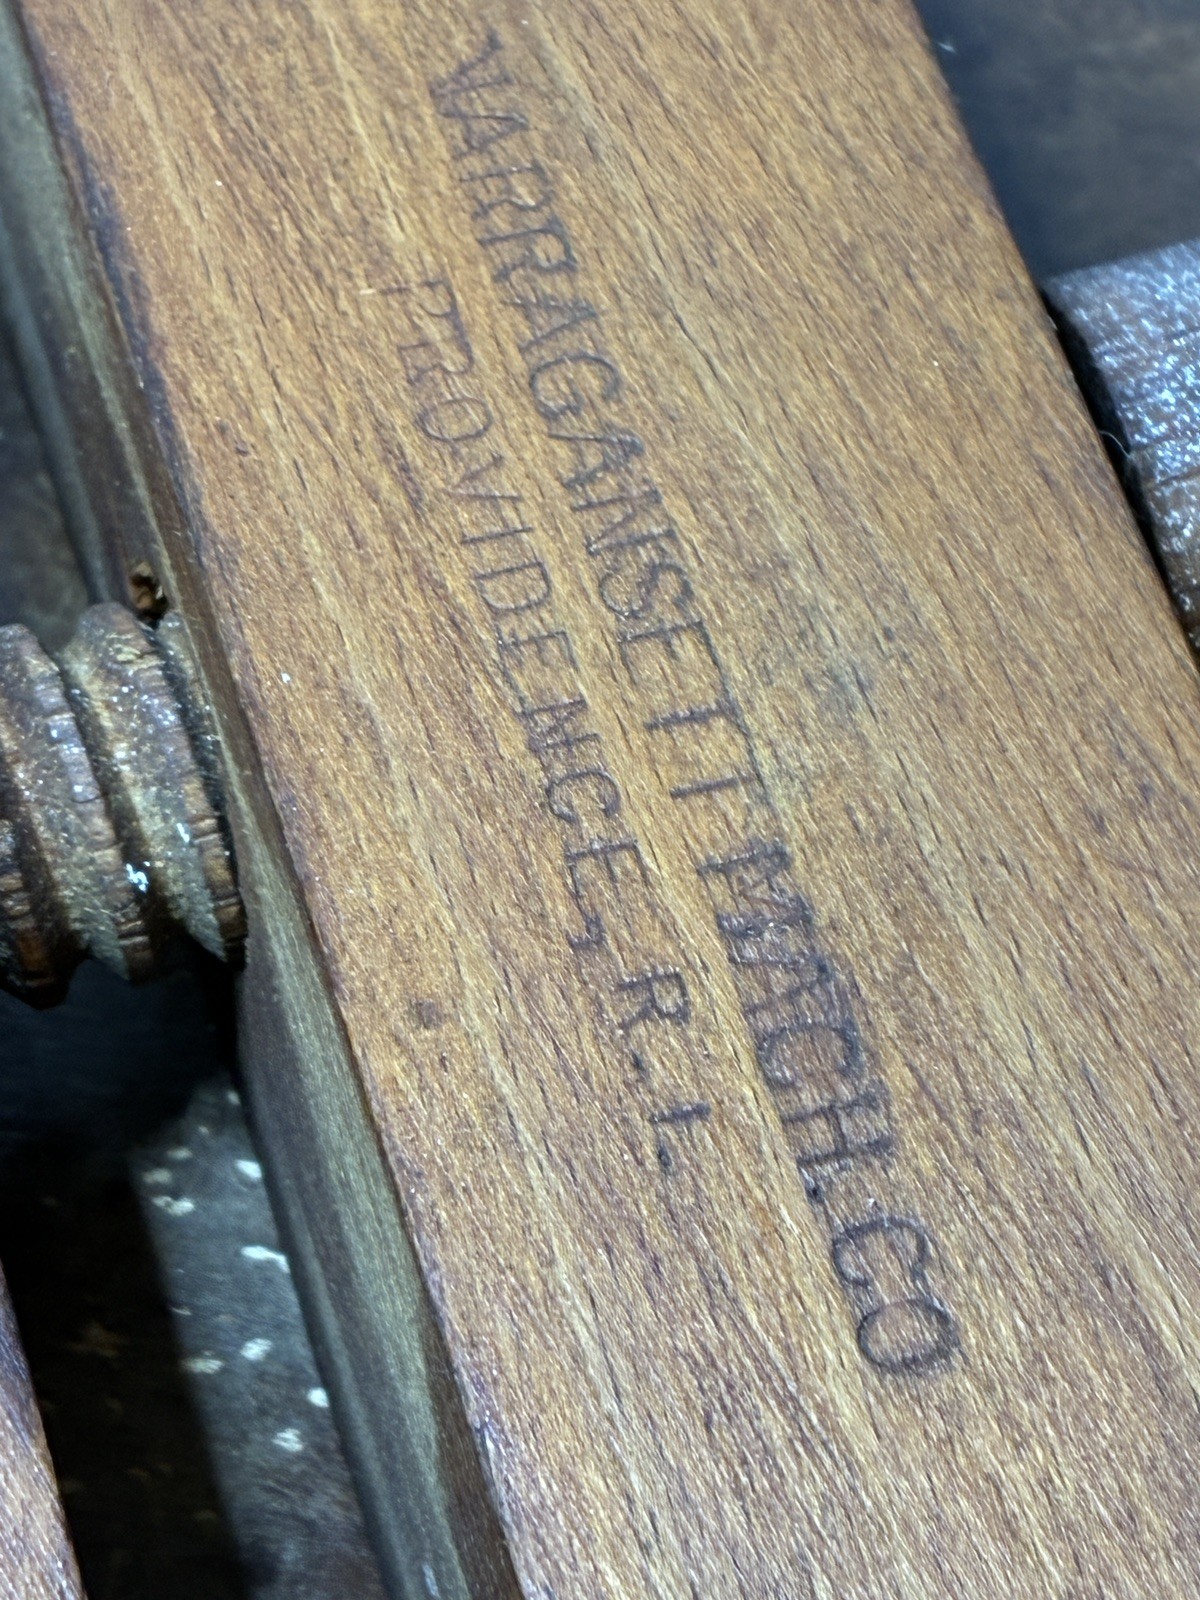 NARRAGANSETT MACH. CO
PROVIDENCE, R.I.